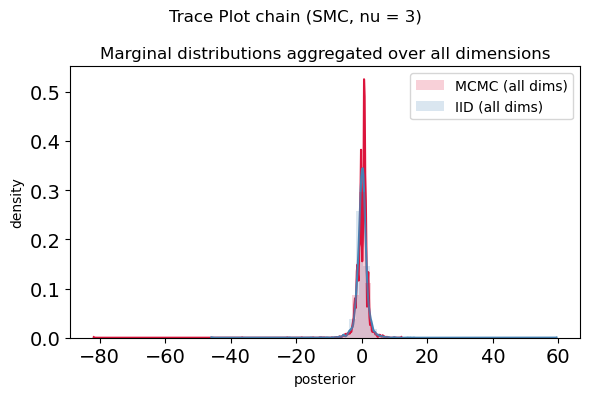 Trace Plot chain (SMC, nu = 3)
Marginal distributions aggregated over all dimensions
MCMC (all dims)
IID (all dims)
density
0.5
0.4
0.3
0.2
0.1
0.0
−80 −60 −40 −20 0 20 40 60
posterior